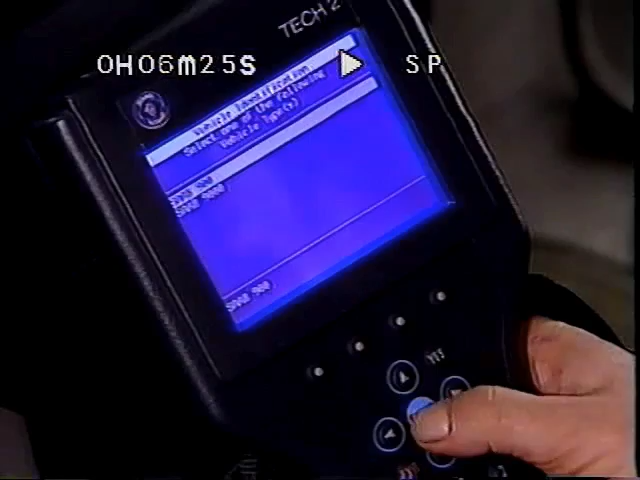 TECH 2
0H06m25s SP
Vehicle Identification
Select one of the following
Vehicle Type(s)
SAAB 900
SAAB 9000
SAAB 900
YES